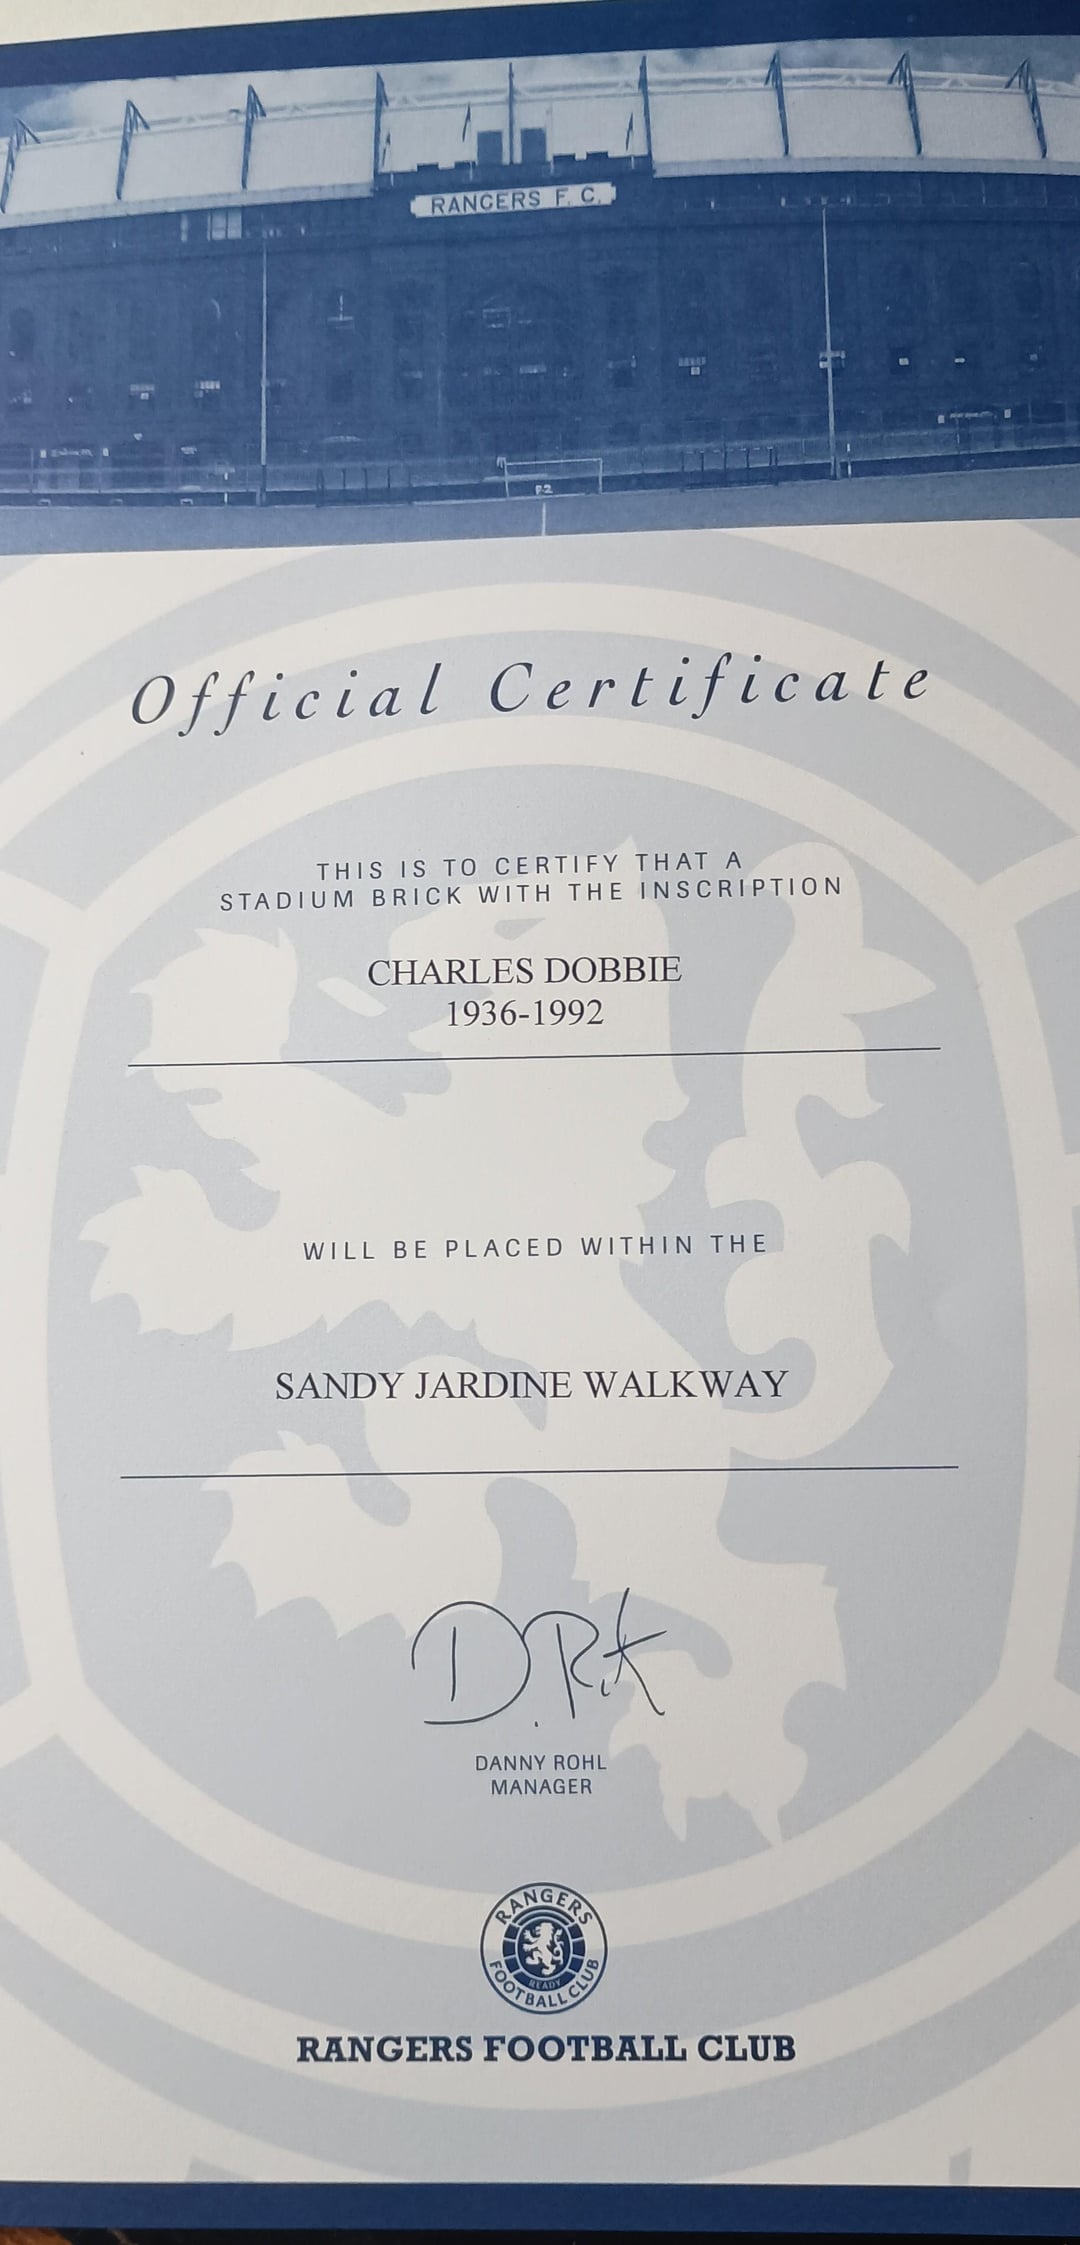 RANGERS F. C.
Official Certificate
THIS IS TO CERTIFY THAT A
STADIUM BRICK WITH THE INSCRIPTION
CHARLES DOBBIE
1936-1992
WILL BE PLACED WITHIN THE
SANDY JARDINE WALKWAY
D.R.K
DANNY ROHL
MANAGER
RANGERS
READY
FOOTBALL CLUB
RANGERS FOOTBALL CLUB